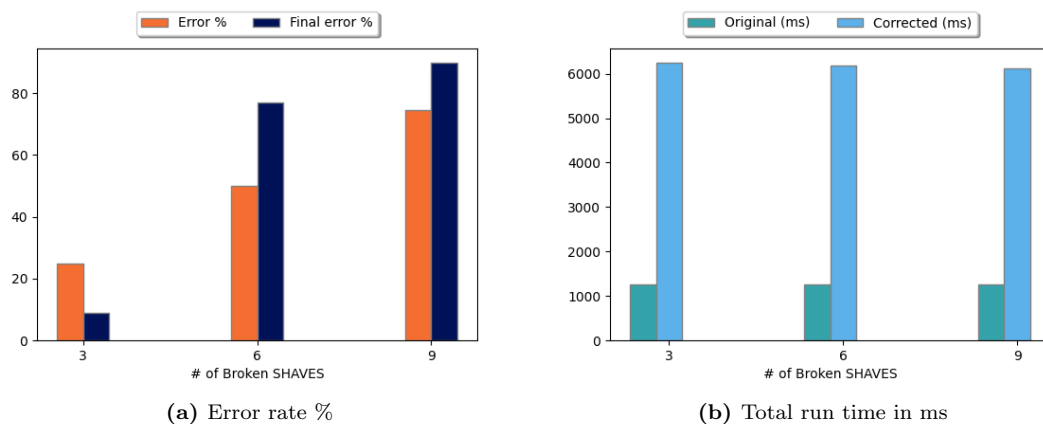 Error %
Final error %
80
60
40
20
0
3
6
9
# of Broken SHAVES
(a) Error rate %
Original (ms)
Corrected (ms)
6000
5000
4000
3000
2000
1000
0
3
6
9
# of Broken SHAVES
(b) Total run time in ms